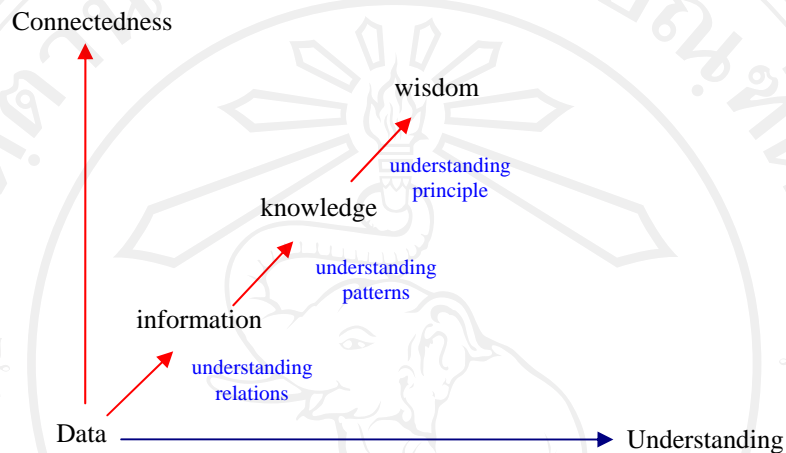 Connectedness
wisdom
understanding
principle
knowledge
understanding
patterns
information
understanding
relations
Data
Understanding